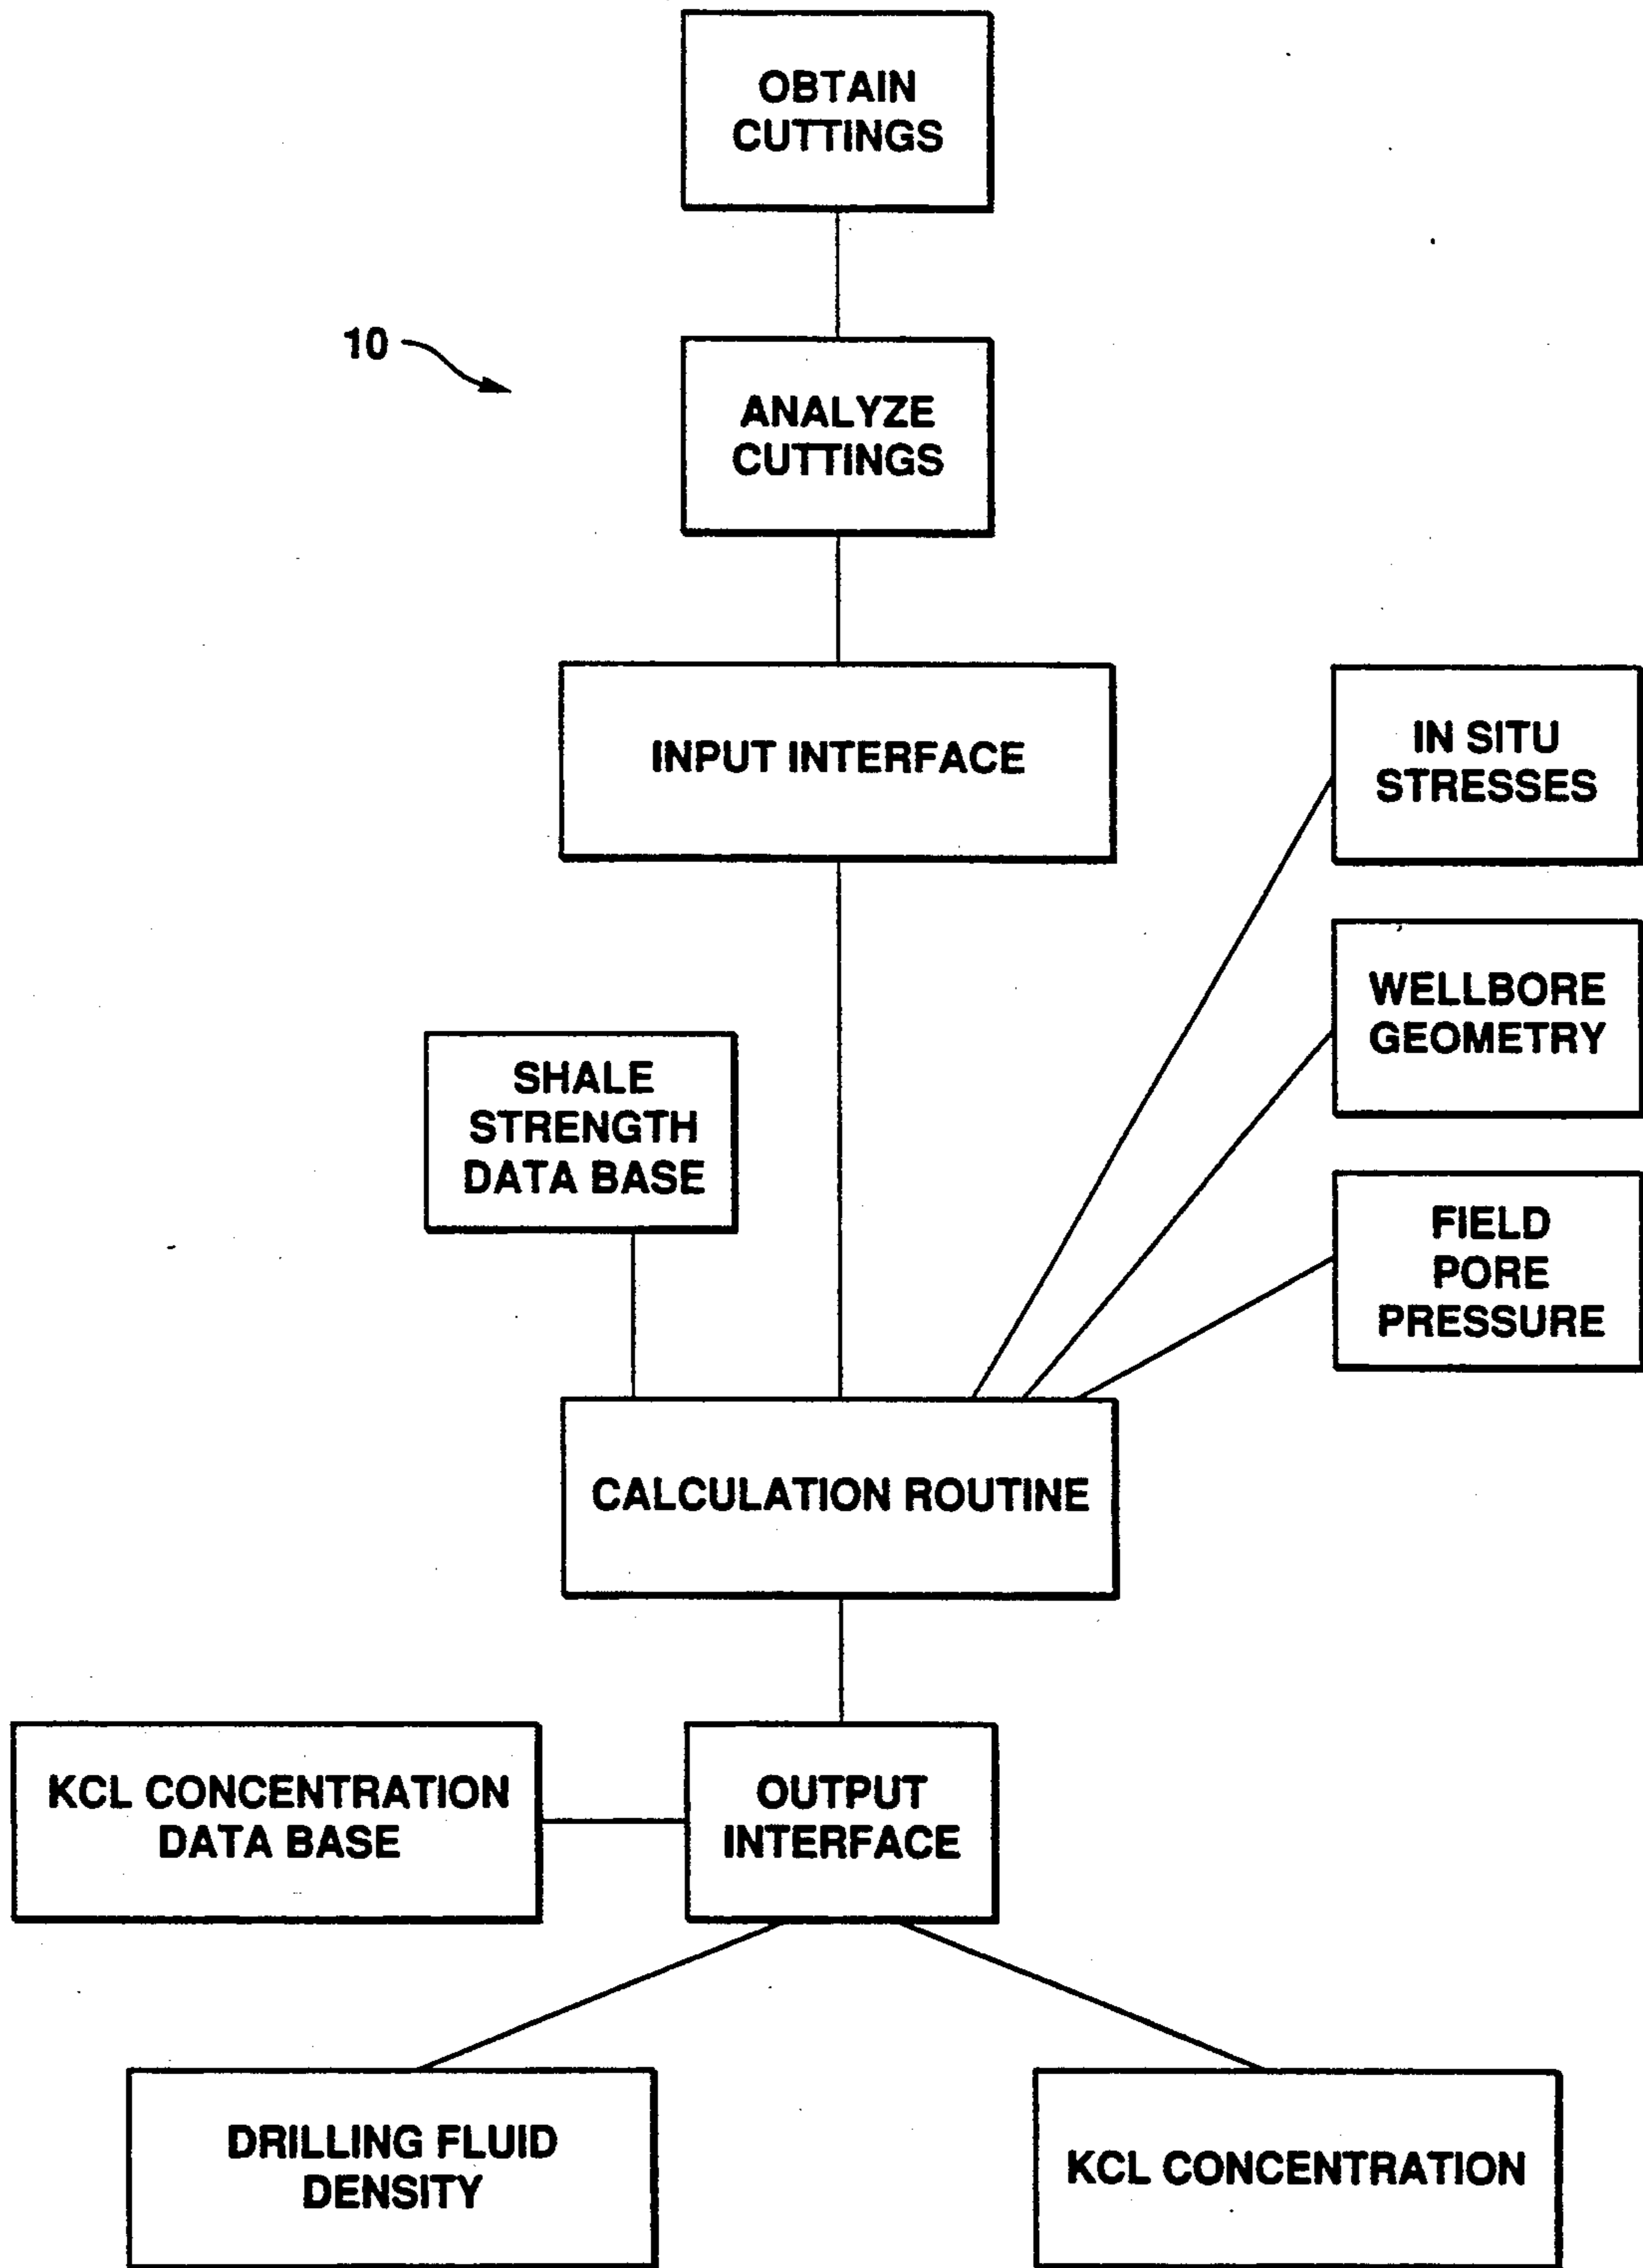 OBTAIN
CUTTINGS
10
ANALYZE
CUTTINGS
INPUT INTERFACE
IN SITU
STRESSES
WELLBORE
GEOMETRY
SHALE
STRENGTH
DATA BASE
FIELD
PORE
PRESSURE
CALCULATION ROUTINE
KCL CONCENTRATION
DATA BASE
OUTPUT
INTERFACE
DRILLING FLUID
DENSITY
KCL CONCENTRATION